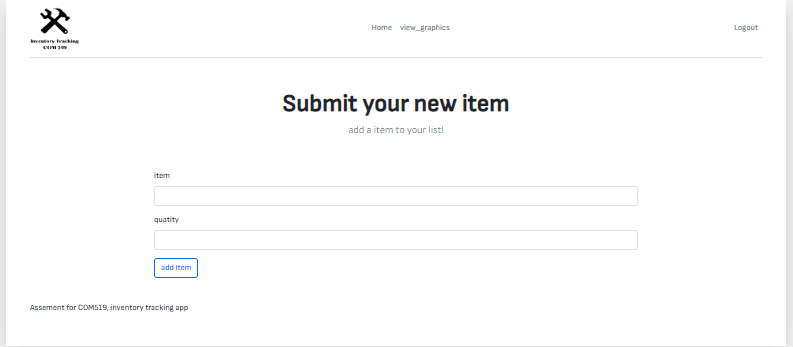 Inventory Tracking
COM 519
Home view_graphics
Logout
Submit your new item
add a item to your list!
item
quatity
add Item
Assement for COM519, inventory tracking app